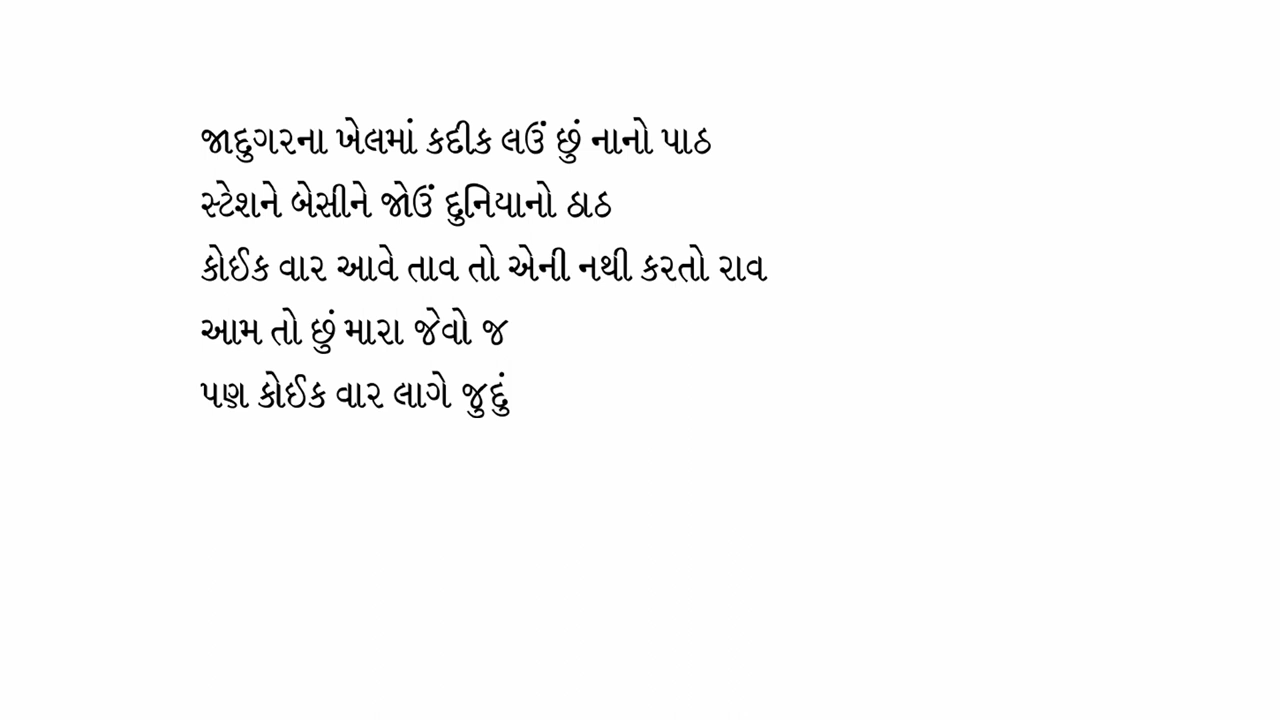 જાદુગરના ખેલમાં કદીક લઉં છું નાનો પાઠ
સ્ટેશને બેસીને જોઉં દુનિયાનો ઠાઠ
કોઈક વાર આવે તાવ તો એની નથી કરતો રાવ
આમ તો છું મારા જેવો જ
પણ કોઈક વાર લાગે જુદું